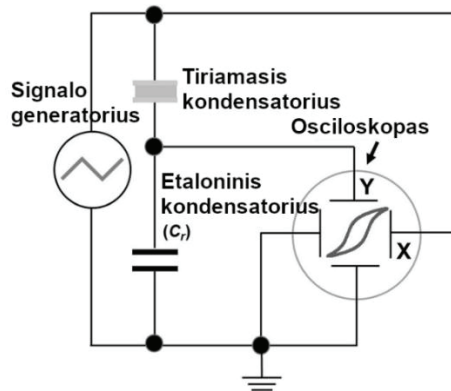 Tiriamasis
kondensatorius
Signalo
generatorius
Osciloskopas
Etaloninis
kondensatorius
(Cᵣ)
Y
X